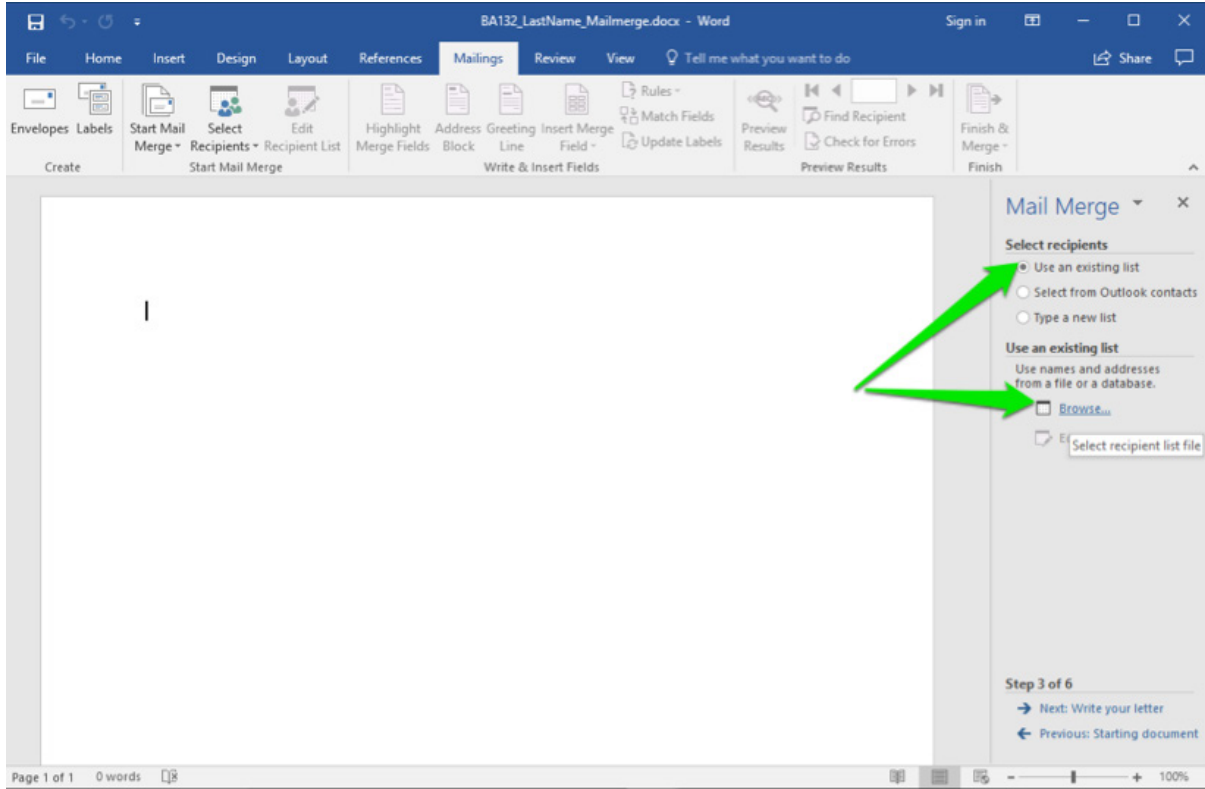 BA132_LastName_Mailmerge.docx - Word Sign in
File Home Insert Design Layout References Mailings Review View Tell me what you want to do Share
Envelopes Labels Start Mail Merge Select Recipients Edit Recipient List Highlight Merge Fields Address Block Greeting Line Insert Merge Field Rules Match Fields Update Labels Preview Results Find Recipient Check for Errors Finish & Merge
Create Start Mail Merge Write & Insert Fields Preview Results Finish
Mail Merge
Select recipients
Use an existing list
Select from Outlook contacts
Type a new list
Use an existing list
Use names and addresses
from a file or a database.
Browse...
Select recipient list file
Step 3 of 6
Next: Write your letter
Previous: Starting document
Page 1 of 1 0 words 100%